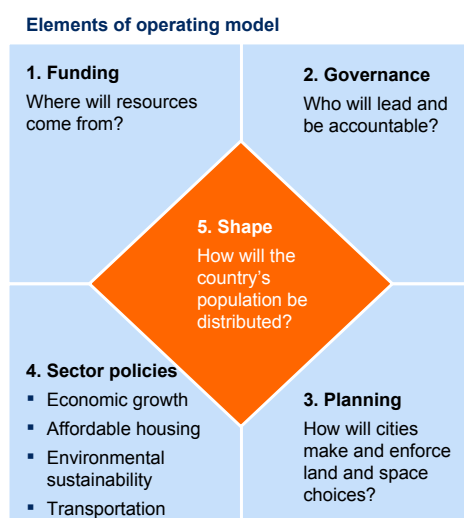 Elements of operating model
1. Funding
Where will resources
come from?
2. Governance
Who will lead and
be accountable?
5. Shape
How will the
country's
population be
distributed?
4. Sector policies
▪ Economic growth
▪ Affordable housing
▪ Environmental
sustainability
▪ Transportation
3. Planning
How will cities
make and enforce
land and space
choices?